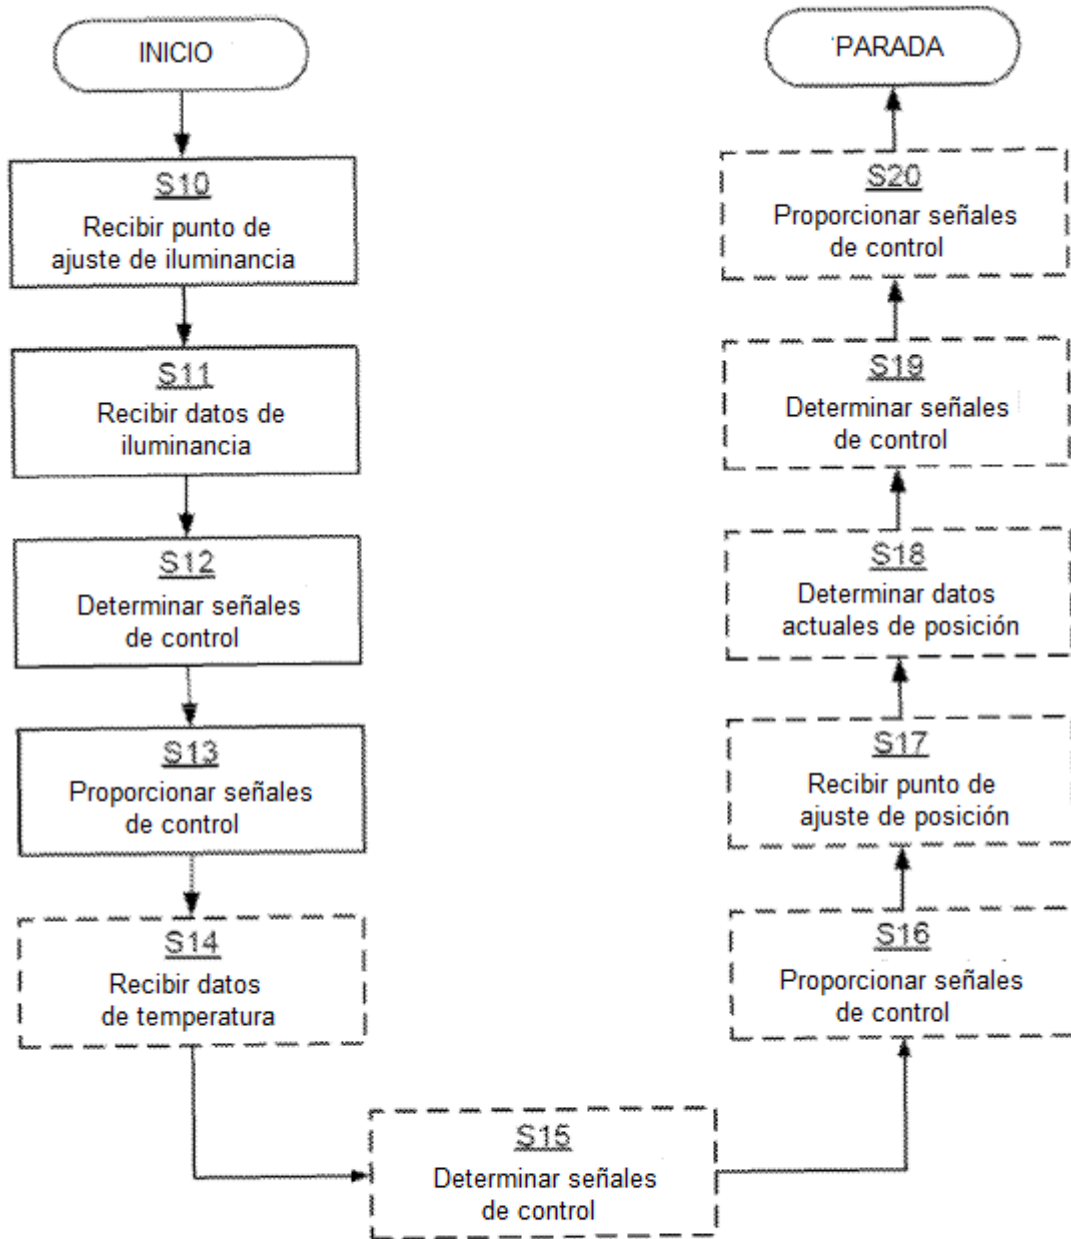 INICIO
S10
Recibir punto de
ajuste de iluminancia
S11
Recibir datos de
iluminancia
S12
Determinar señales
de control
S13
Proporcionar señales
de control
S14
Recibir datos
de temperatura
S15
Determinar señales
de control
S16
Proporcionar señales
de control
S17
Recibir punto de
ajuste de posición
S18
Determinar datos
actuales de posición
S19
Determinar señales
de control
S20
Proporcionar señales
de control
PARADA